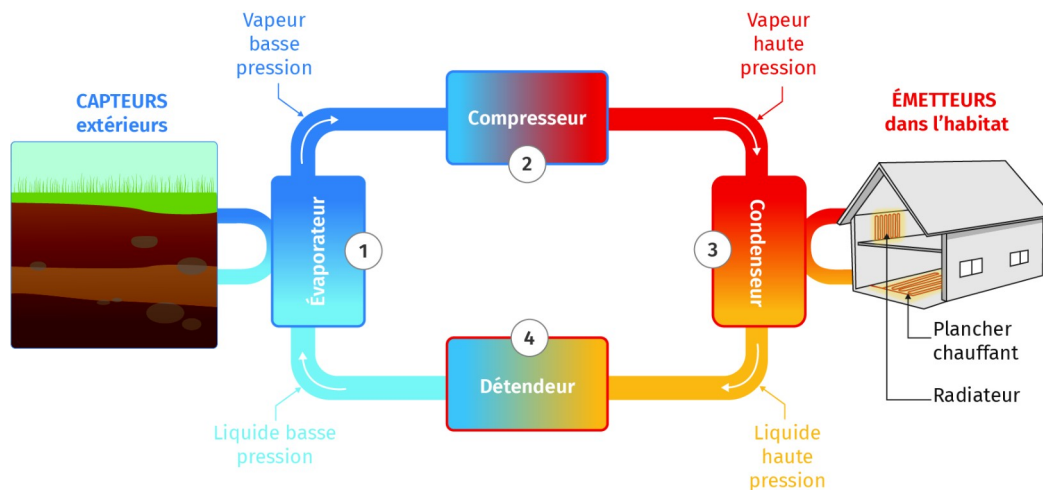 Vapeur
basse
pression
Vapeur
haute
pression
CAPTEURS
extérieurs
Compresseur
2
ÉMETTEURS
dans l’habitat
Évaporateur
1
3
Condenseur
4
Détendeur
Plancher
chauffant
Radiateur
Liquide basse
pression
Liquide
haute
pression